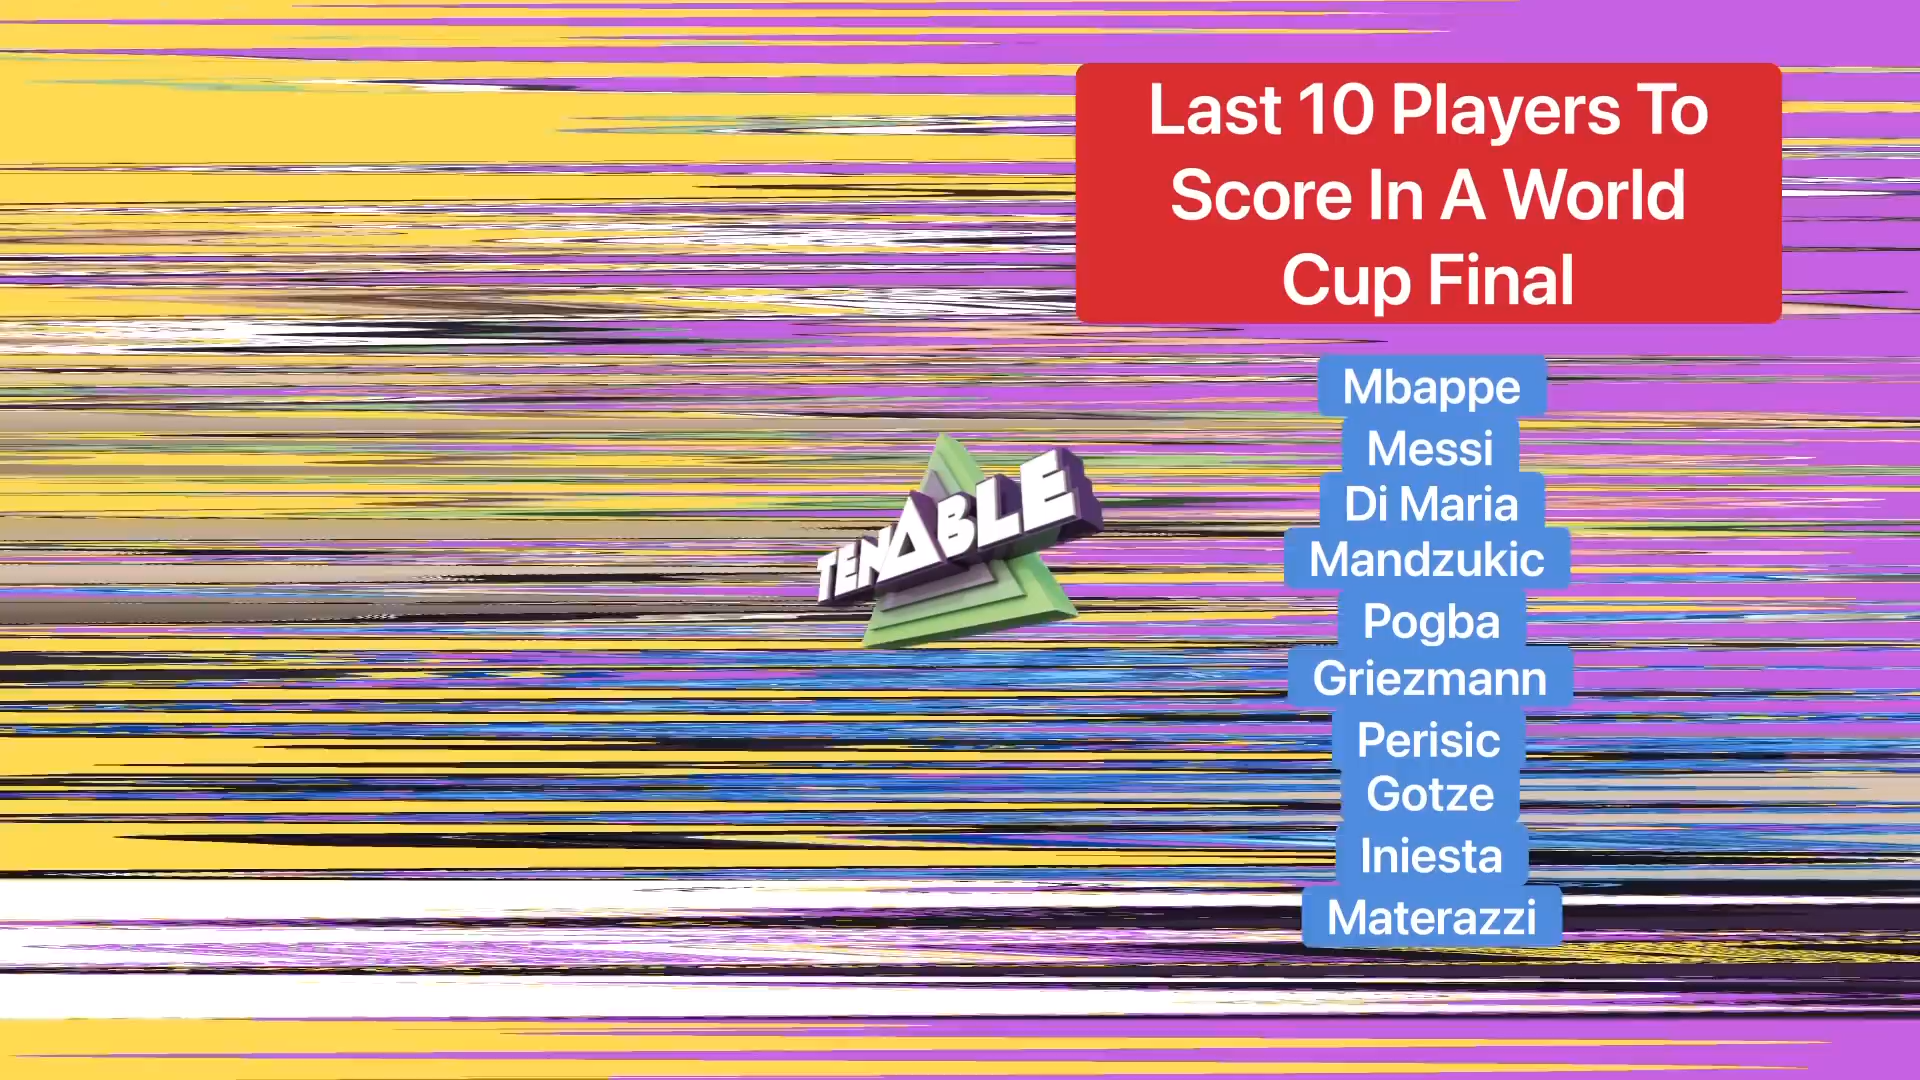 Last 10 Players To
Score In A World
Cup Final
Mbappe
Messi
Di Maria
TENABLE
Mandzukic
Pogba
Griezmann
Perisic
Gotze
Iniesta
Materazzi